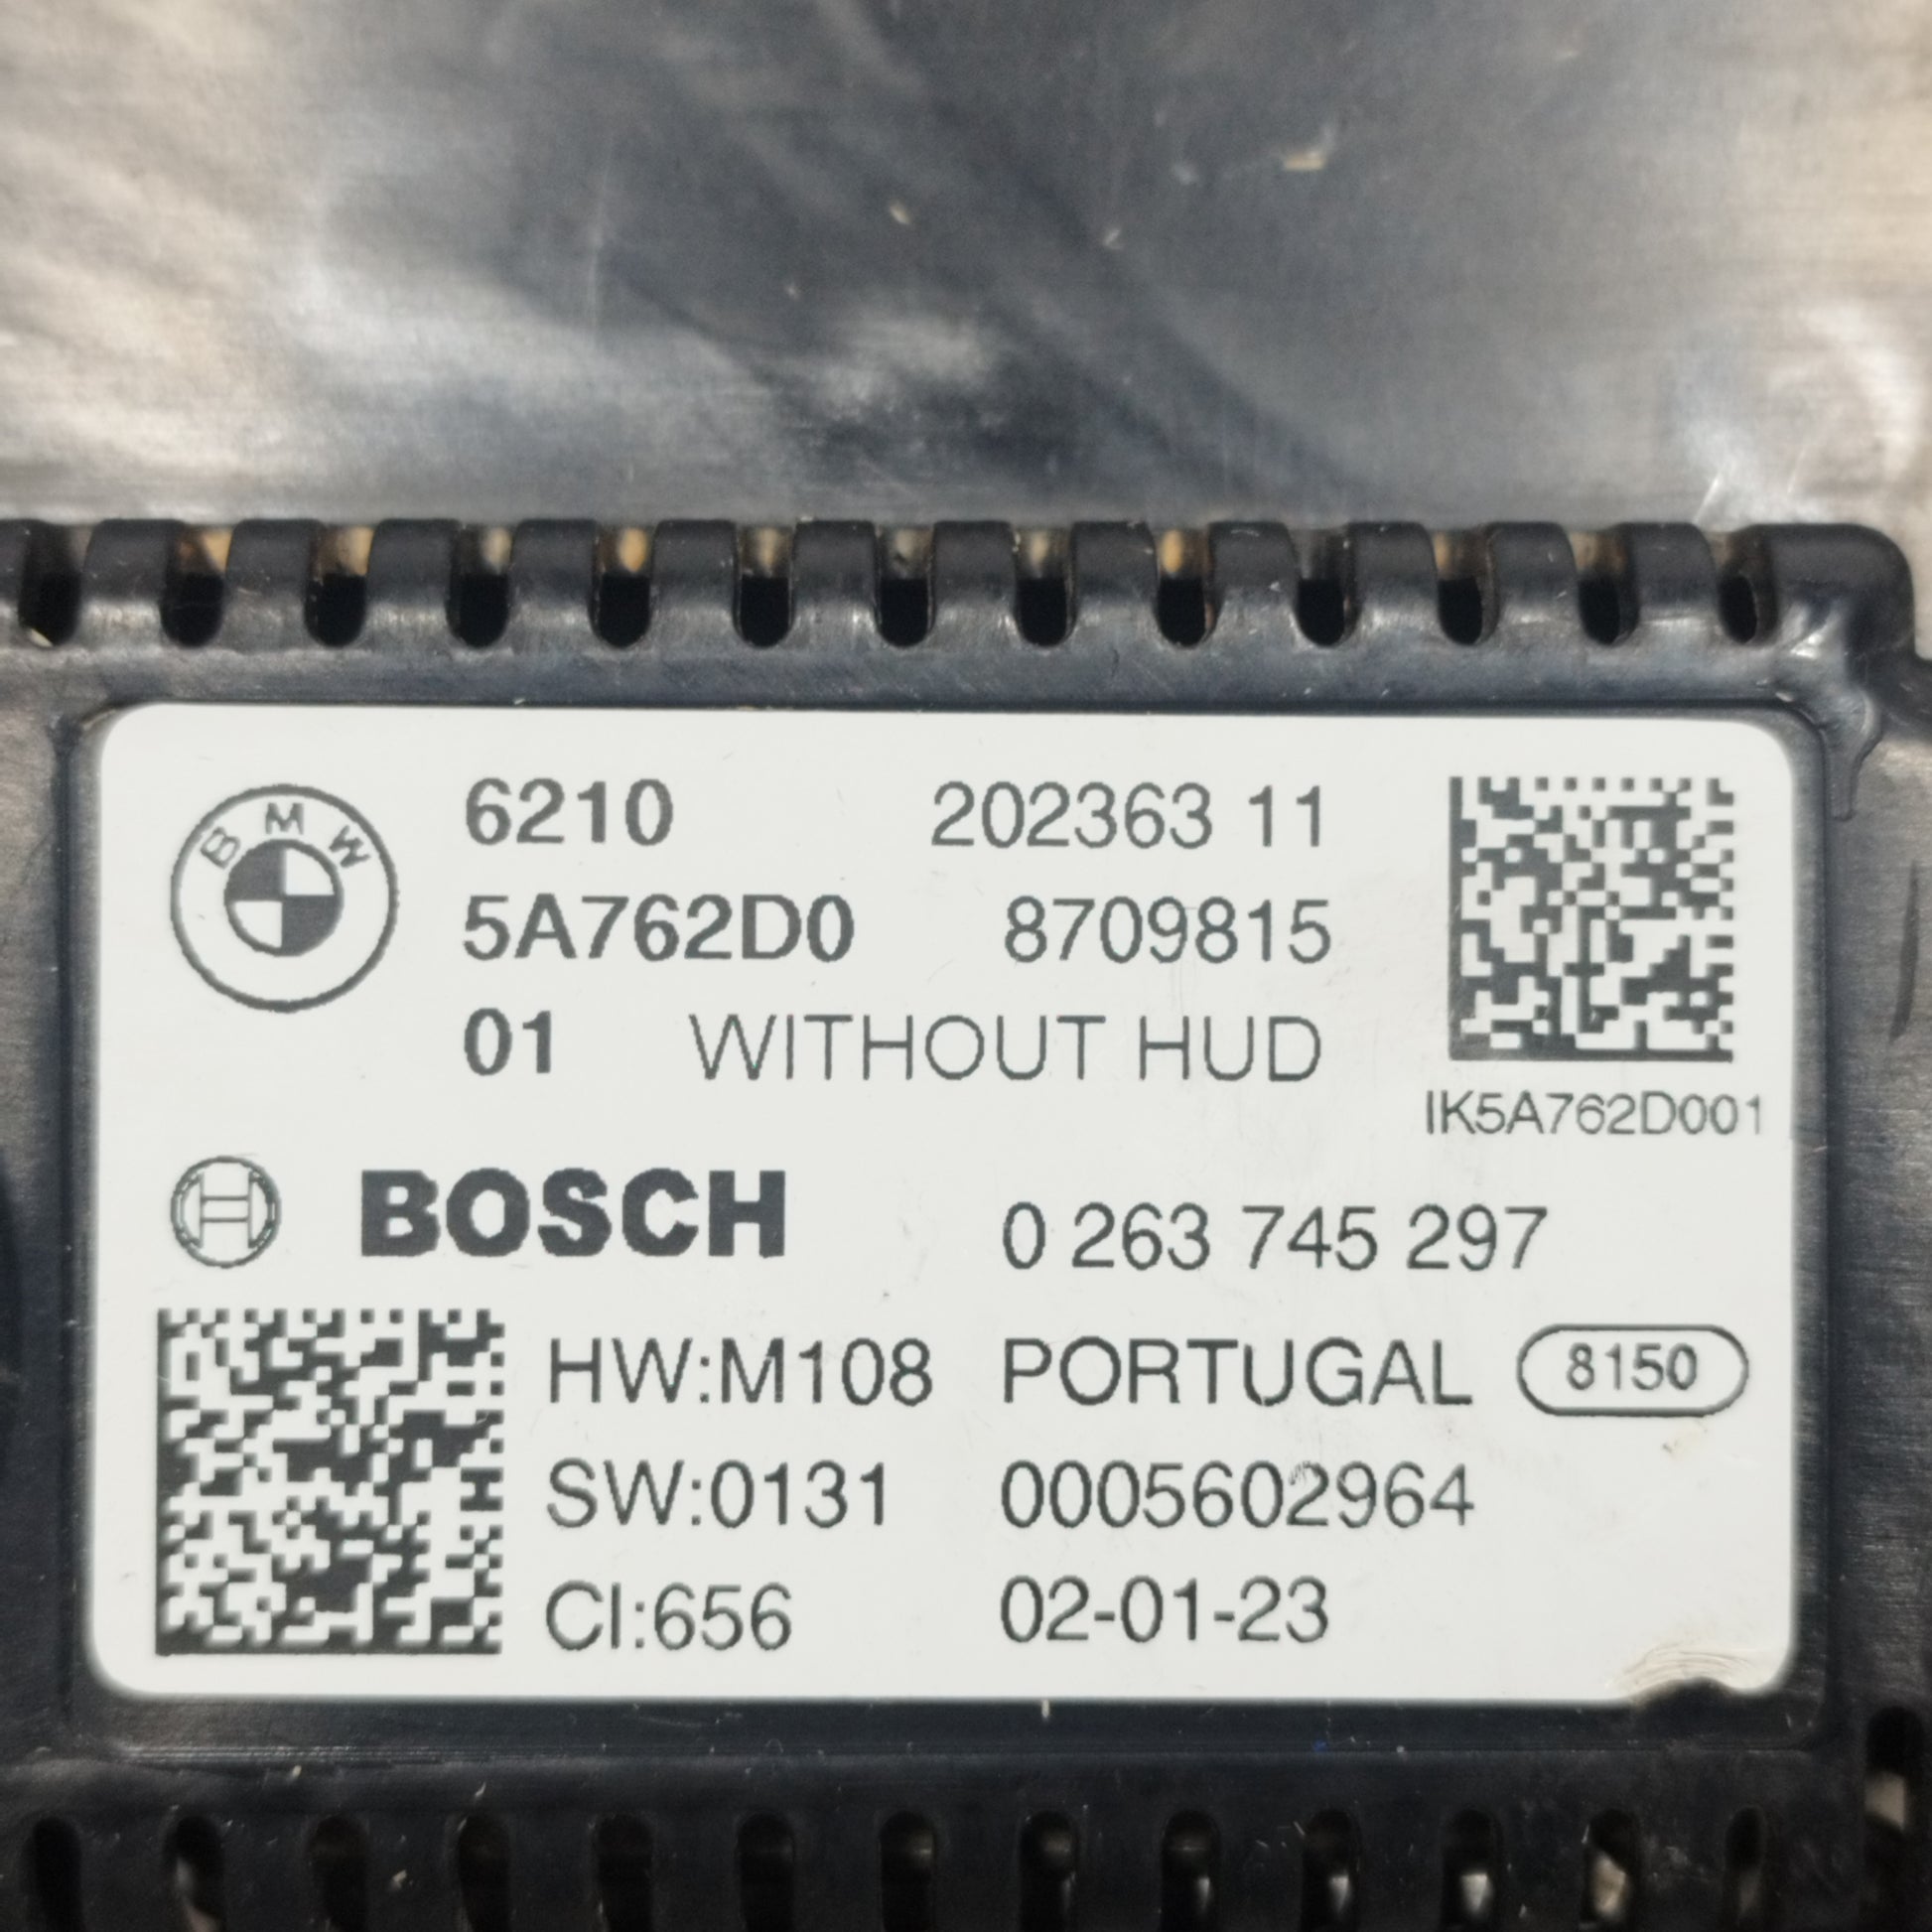 BMW
6210 202363 11
5A762D0 8709815
01 WITHOUT HUD
IK5A762D001
BOSCH 0 263 745 297
HW:M108 PORTUGAL 8150
SW:0131 0005602964
CI:656 02-01-23